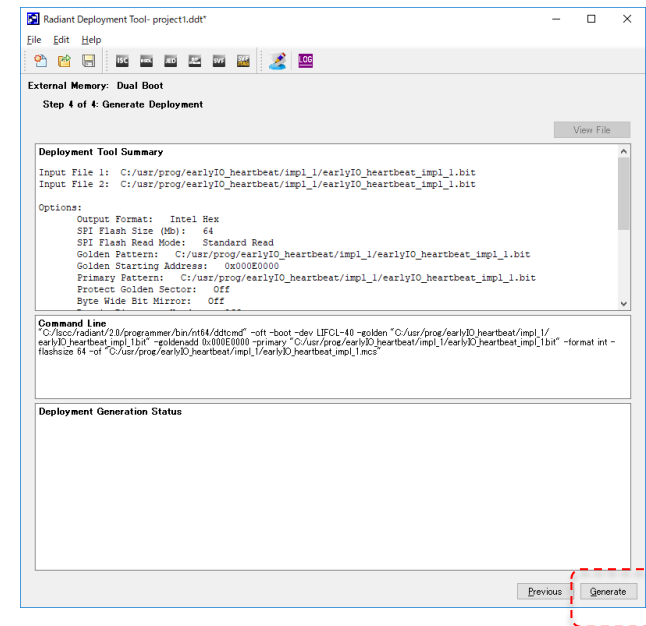 Radiant Deployment Tool- project1.ddt*
File Edit Help
ISC HEX JED SVF LOG
External Memory: Dual Boot
Step 4 of 4: Generate Deployment
View File
Deployment Tool Summary
Input File 1: C:/usr/prog/earlyIO_heartbeat/impl_1/earlyIO_heartbeat_impl_1.bit
Input File 2: C:/usr/prog/earlyIO_heartbeat/impl_1/earlyIO_heartbeat_impl_1.bit
Options:
Output Format: Intel Hex
SPI Flash Size (Mb): 64
SPI Flash Read Mode: Standard Read
Golden Pattern: C:/usr/prog/earlyIO_heartbeat/impl_1/earlyIO_heartbeat_impl_1.bit
Golden Starting Address: 0x000E0000
Primary Pattern: C:/usr/prog/earlyIO_heartbeat/impl_1/earlyIO_heartbeat_impl_1.bit
Protect Golden Sector: Off
Byte Wide Bit Mirror: Off
Command Line
"C:/lscc/radiant/2.0/programmer/bin/nt64/ddtcmd" -oft -boot -dev LIFCL-40 -golden "C:/usr/prog/earlyIO_heartbeat/impl_1/
earlyIO_heartbeat_impl_1.bit" -goldenadd 0x000E0000 -primary "C:/usr/prog/earlyIO_heartbeat/impl_1/earlyIO_heartbeat_impl_1.bit" -format int -
flashsize 64 -of "C:/usr/prog/earlyIO_heartbeat/impl_1/earlyIO_heartbeat_impl_1.mcs"
Deployment Generation Status
Previous Generate